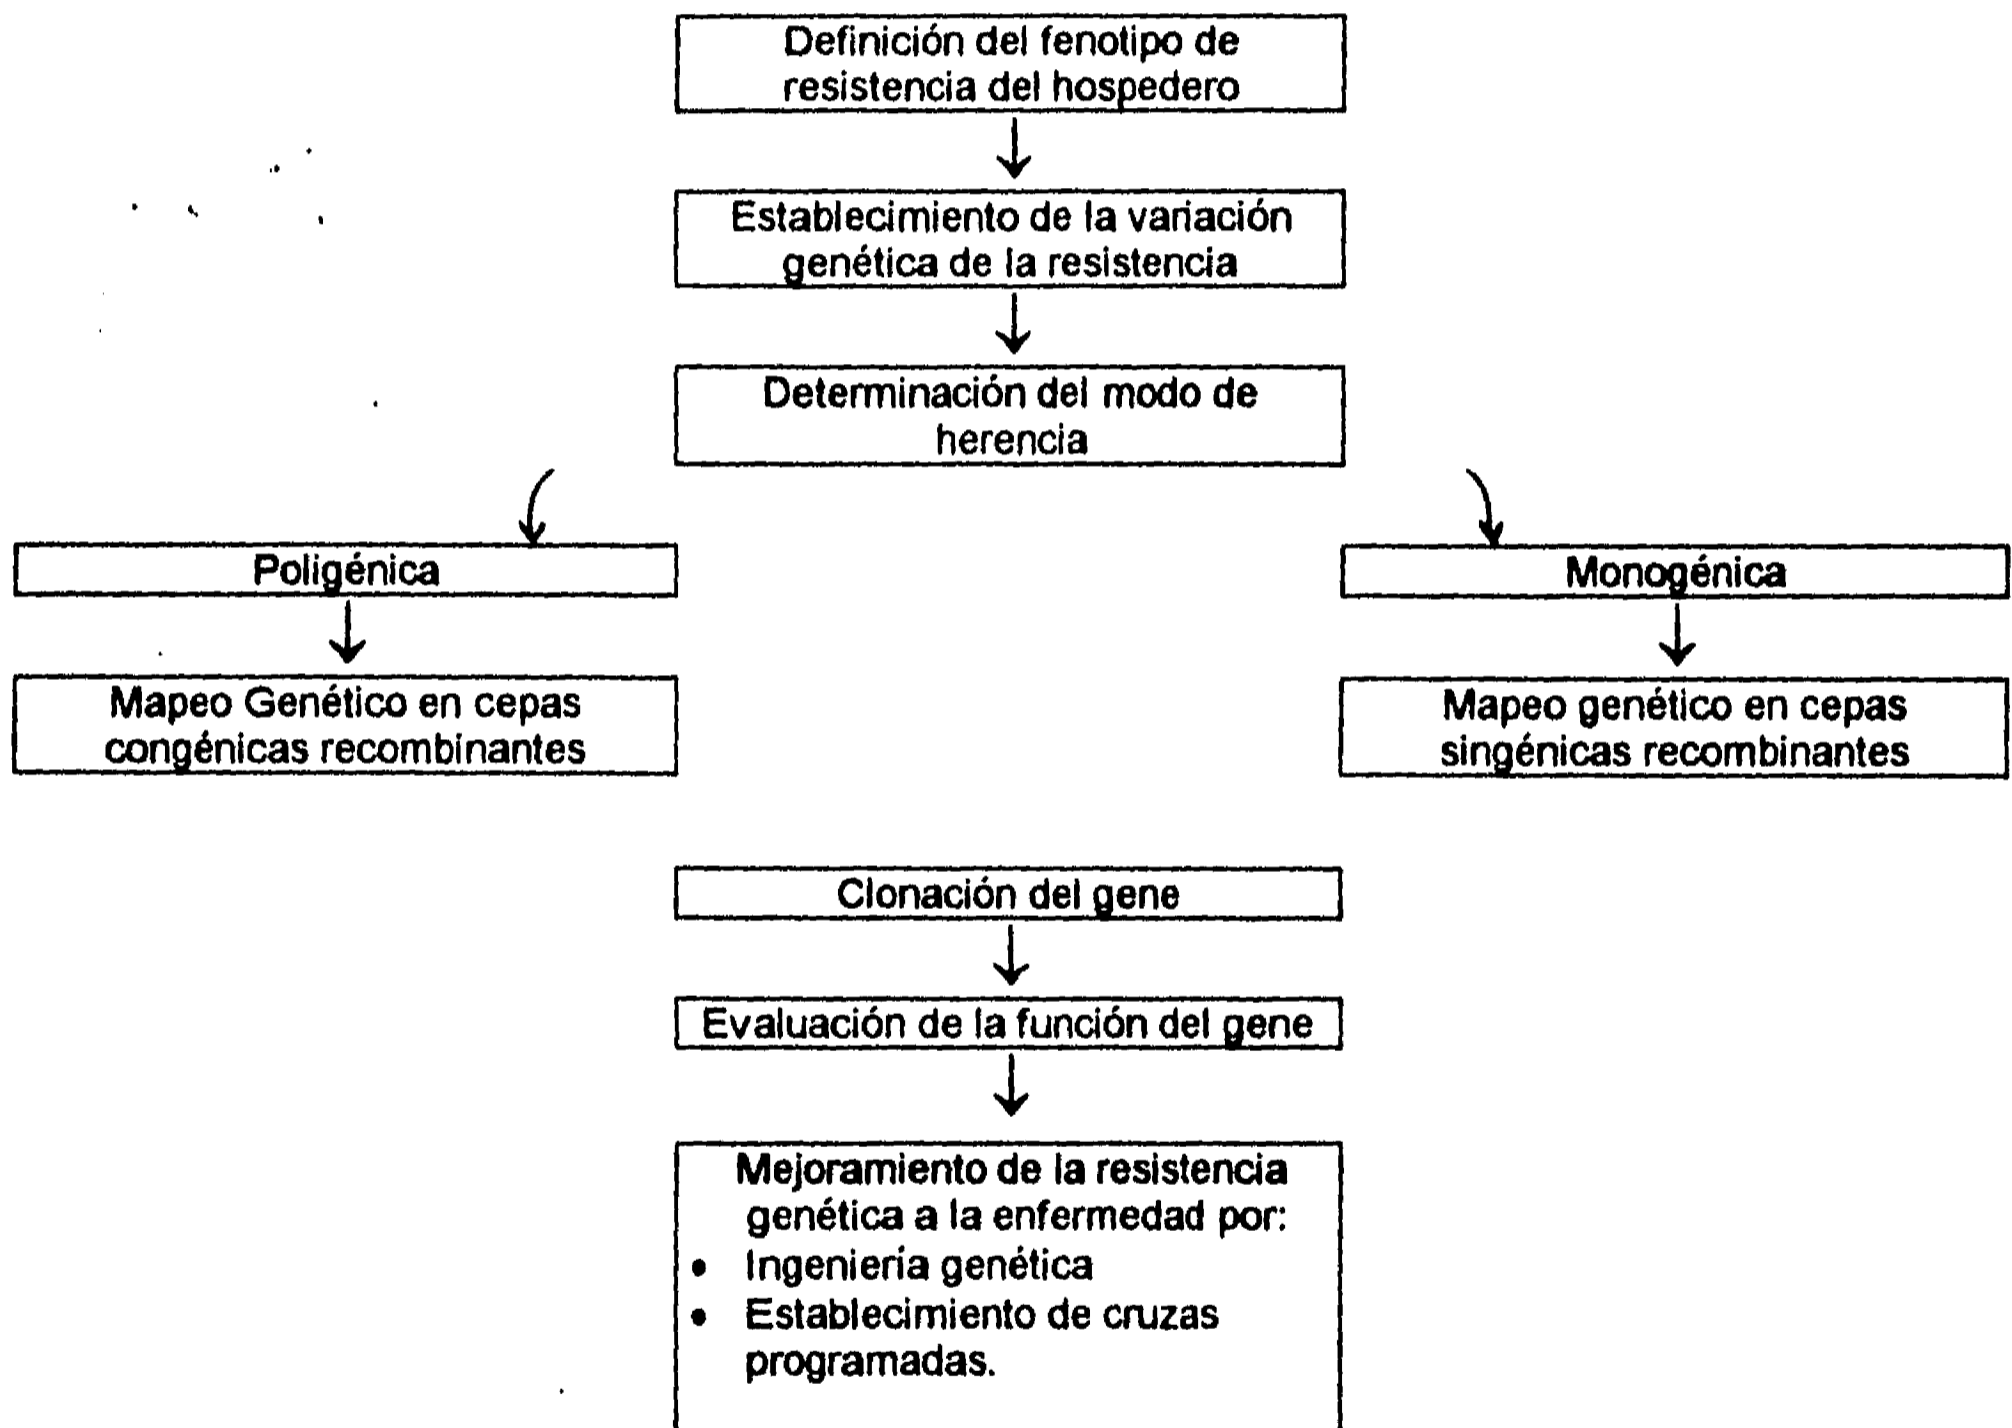 Definición del fenotipo de
resistencia del hospedero
Establecimiento de la variación
genética de la resistencia
Determinación del modo de
herencia
Poligénica
Monogénica
Mapeo Genético en cepas
congénicas recombinantes
Mapeo genético en cepas
singénicas recombinantes
Clonación del gene
Evaluación de la función del gene
Mejoramiento de la resistencia
genética a la enfermedad por:
• Ingeniería genética
• Establecimiento de cruzas
programadas.